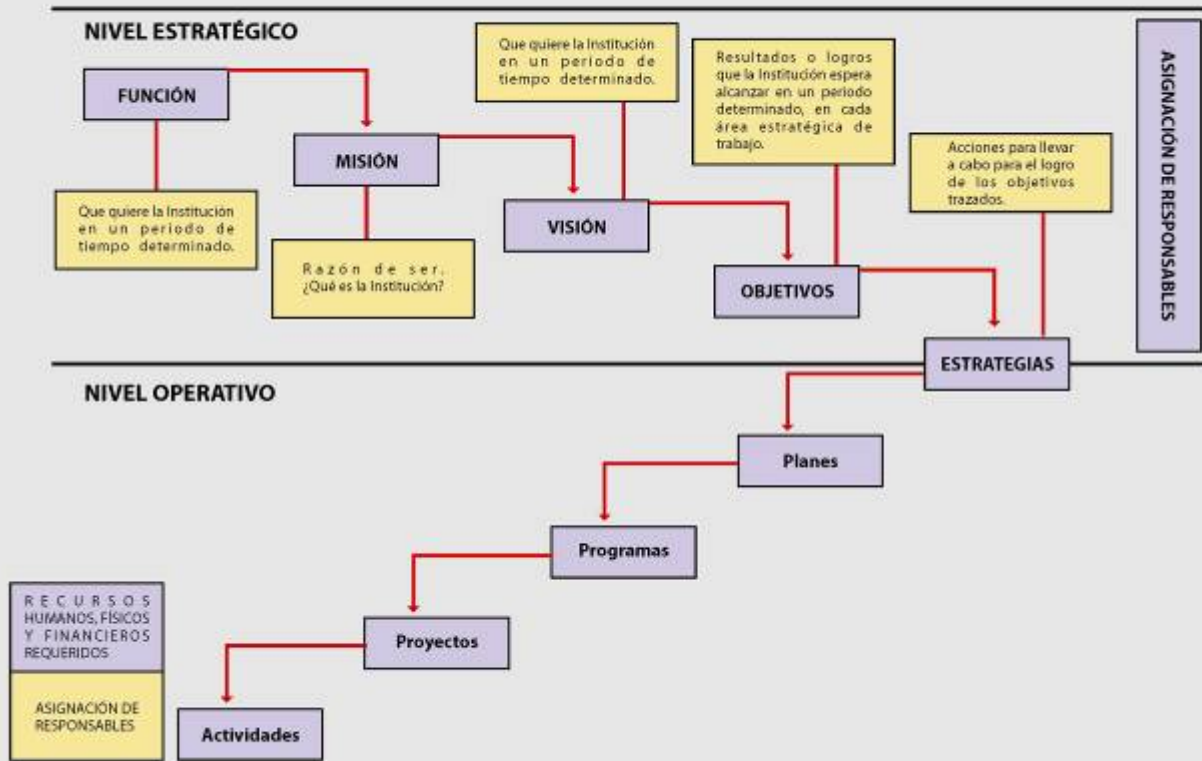 NIVEL ESTRATÉGICO
FUNCIÓN
Que quiere la Institución
en un periodo de
tiempo determinado.
MISIÓN
Razón de ser.
¿Qué es la Institución?
Que quiere la Institución
en un periodo de
tiempo determinado.
VISIÓN
Resultados o logros
que la Institución espera
alcanzar en un periodo
determinado, en cada
área estratégica de
trabajo.
OBJETIVOS
Acciones para llevar
a cabo para el logro
de los objetivos
trazados.
ESTRATEGIAS
ASIGNACIÓN DE RESPONSABLES
NIVEL OPERATIVO
Planes
Programas
Proyectos
Actividades
RECURSOS
HUMANOS, FÍSICOS
Y FINANCIEROS
REQUERIDOS
ASIGNACIÓN DE
RESPONSABLES